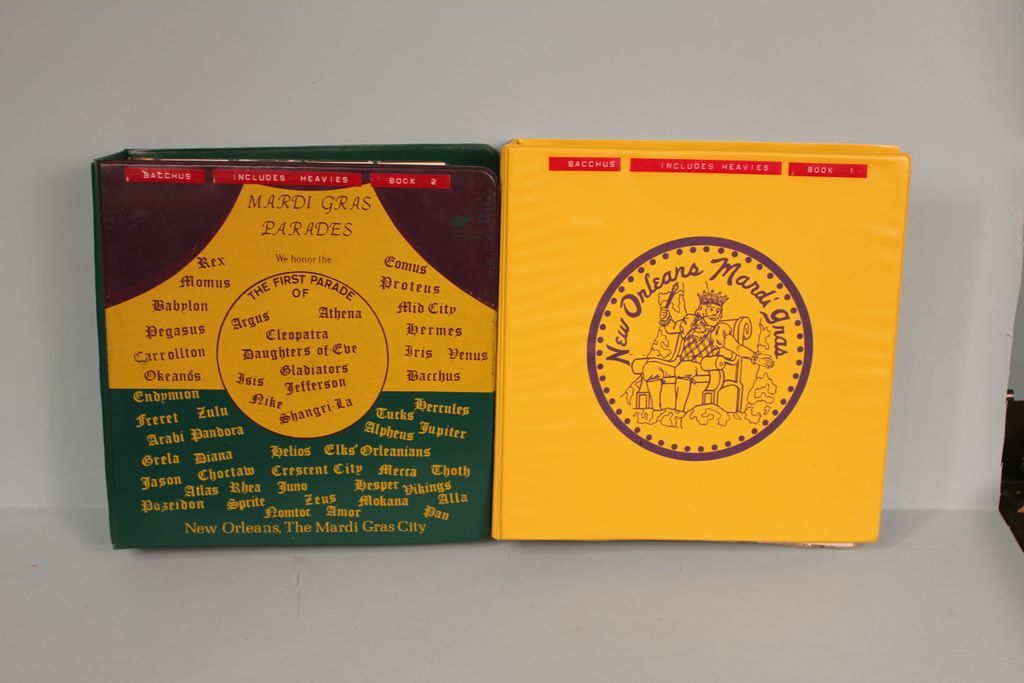 BACCHUS INCLUDES HEAVIES BOOK 2
MARDI GRAS
PARADES
We honor the
Rex
Momus
Babylon
Pegasus
Carrollton
Okeanos
THE FIRST PARADE
OF
Argus Athena
Cleopatra
Daughters of Eve
Gladiators
Isis Jefferson
Nike
Shangri-La
Comus
Proteus
Mid City
Hermes
Iris Venus
Bacchus
Endymion
Freret Zulu
Arabi Pandora
Grela Diana
Jason Choctaw
Atlas Rhea
Pozeidon Sprite
Tucks Hercules
Alpheus Jupiter
Helios Elks' Orleanians
Crescent City Mecca Thoth
Juno Hesper Vikings
Zeus Mokana Alla
Nomtoc Amor Pan
New Orleans, The Mardi Gras City
BACCHUS INCLUDES HEAVIES BOOK 1
New Orleans Mardi Gras